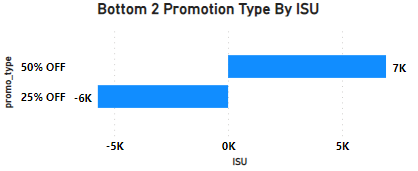 Bottom 2 Promotion Type By ISU
promo_type
50% OFF
7K
25% OFF
-6K
-5K 0K 5K
ISU